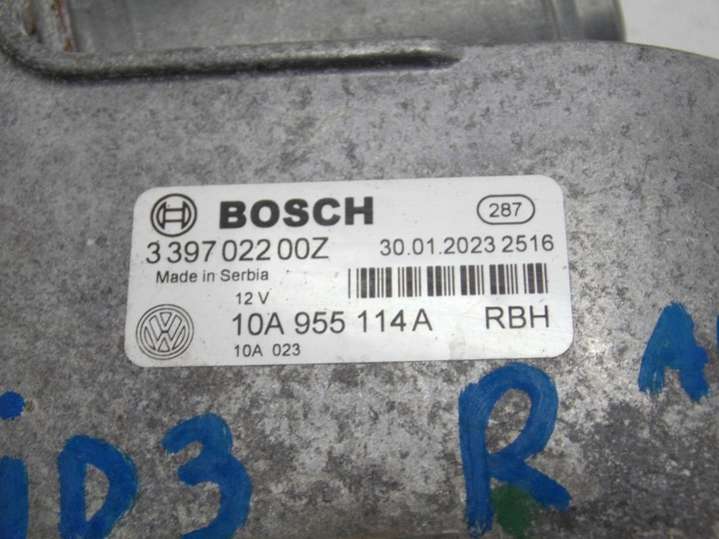 BOSCH 287
3 397 022 00Z 30.01.2023 2516
Made in Serbia
12 V
10A 955 114 A RBH
10A 023
iD3 R